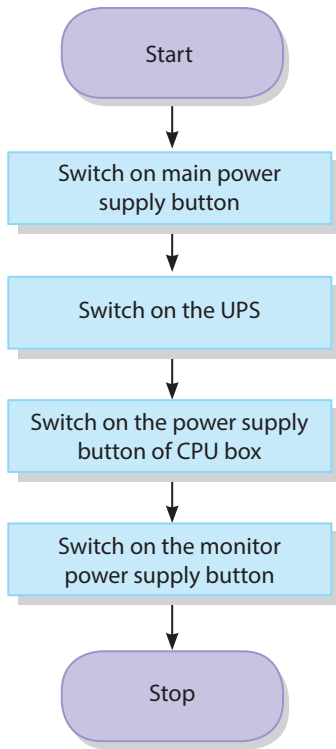 Start
Switch on main power
supply button
Switch on the UPS
Switch on the power supply
button of CPU box
Switch on the monitor
power supply button
Stop